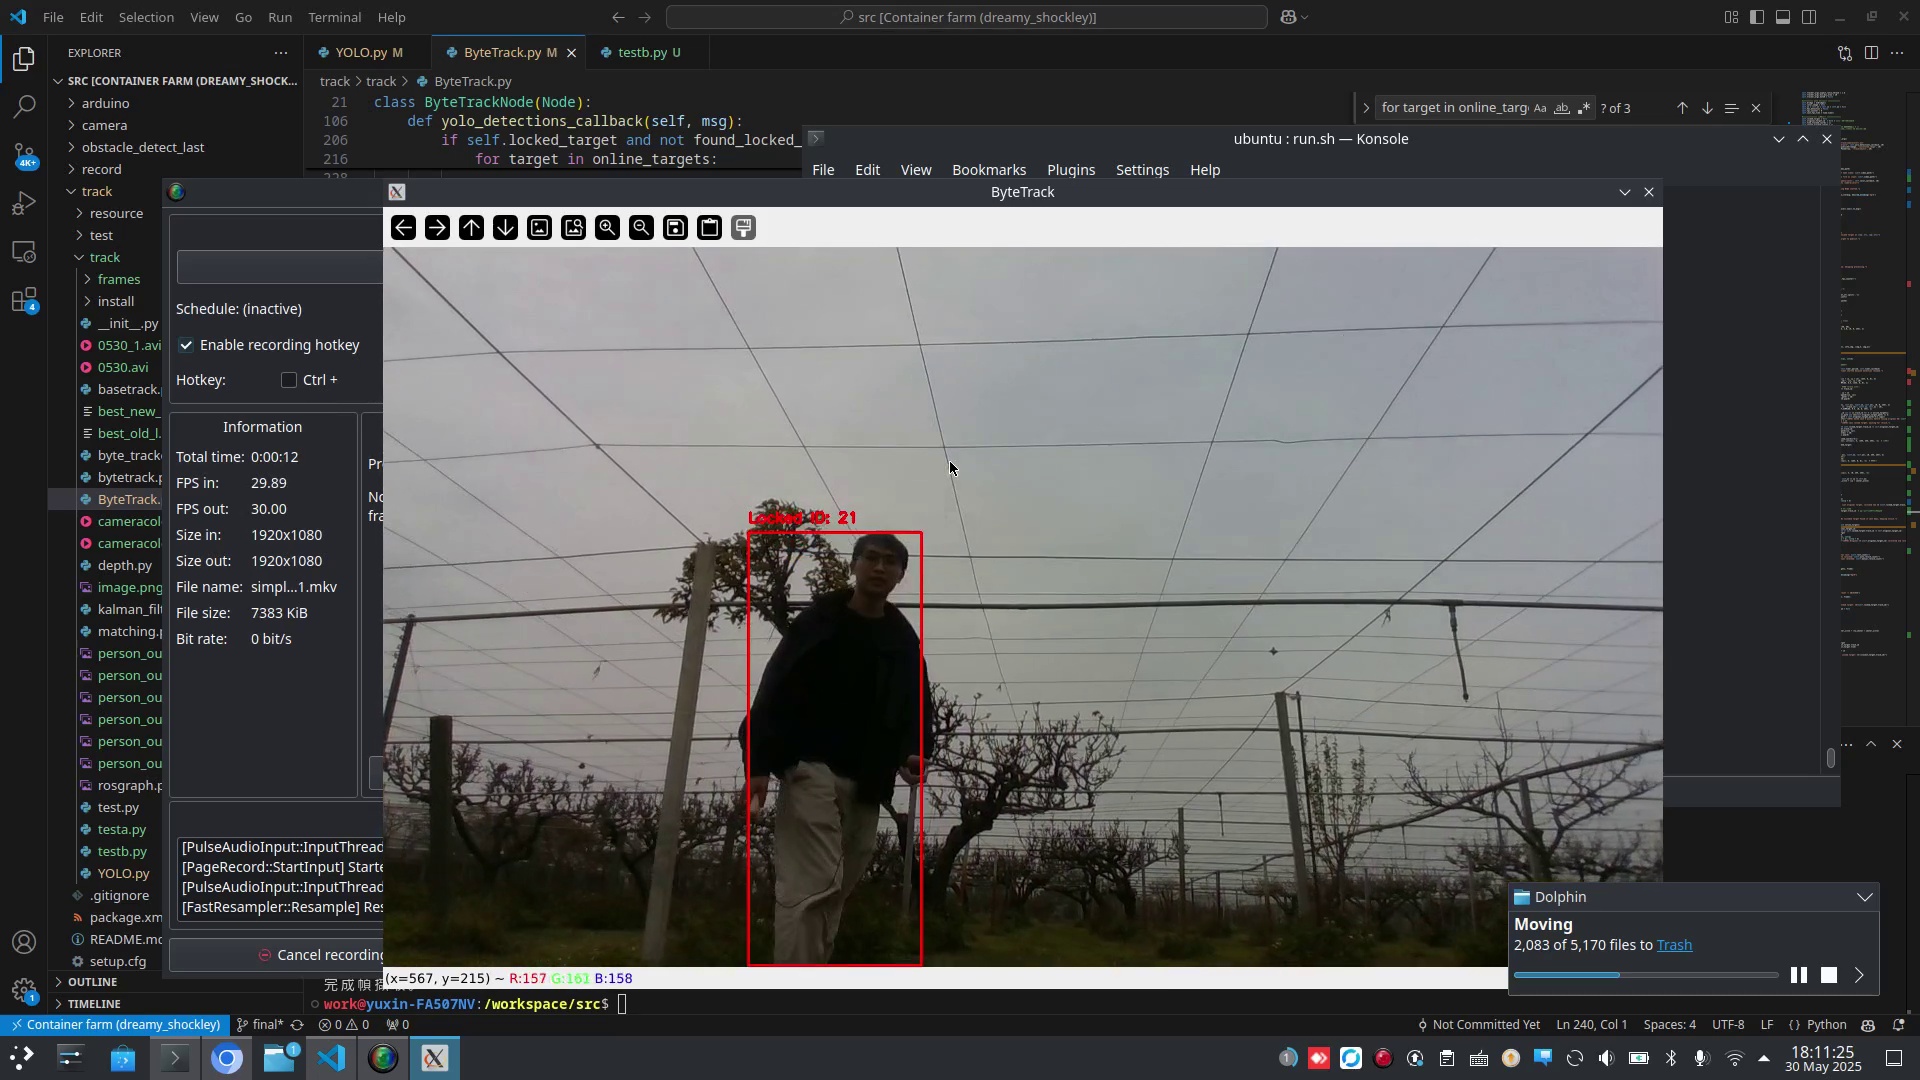 File Edit Selection View Go Run Terminal Help
src [Container farm (dreamy_shockley)]
EXPLORER
SRC [CONTAINER FARM (DREAMY_SHOCK...
arduino
camera
obstacle_detect_last
record
track
resource
test
track
frames
install
__init__.py
0530_1.avi
0530.avi
basetrack.
best_new_
best_old_l.
byte_track
bytetrack.p
ByteTrack.
cameracol
cameracol
depth.py
image.png
kalman_filt
matching.p
person_ou
person_ou
person_ou
person_ou
person_ou
person_ou
rosgraph.p
test.py
testa.py
testb.py
YOLO.py
.gitignore
package.xm
README.md
setup.cfg
OUTLINE
TIMELINE
4K+
4
1
YOLO.py M
ByteTrack.py M
testb.py U
track > track > ByteTrack.py
21 class ByteTrackNode(Node):
106 def yolo_detections_callback(self, msg):
206 if self.locked_target and not found_locked_
216 for target in online_targets:
for target in online_targ Aa ab ? of 3
ubuntu : run.sh — Konsole
File Edit View Bookmarks Plugins Settings Help
Schedule: (inactive)
Enable recording hotkey
Hotkey: Ctrl +
Information
Total time: 0:00:12
FPS in: 29.89
FPS out: 30.00
Size in: 1920x1080
Size out: 1920x1080
File name: simpl...1.mkv
File size: 7383 KiB
Bit rate: 0 bit/s
Pr
No
fra
[PulseAudioInput::InputThread
[PageRecord::StartInput] Starte
[PulseAudioInput::InputThread
[FastResampler::Resample] Res
Cancel recording
ByteTrack
Locked ID: 21
(x=567, y=215) ~ R:157 G:161 B:158
work@yuxin-FA507NV:/workspace/src$
Dolphin
Moving
2,083 of 5,170 files to Trash
Container farm (dreamy_shockley) final* 0 0 0
Not Committed Yet Ln 240, Col 1 Spaces: 4 UTF-8 LF {} Python
1
1
18:11:25
30 May 2025